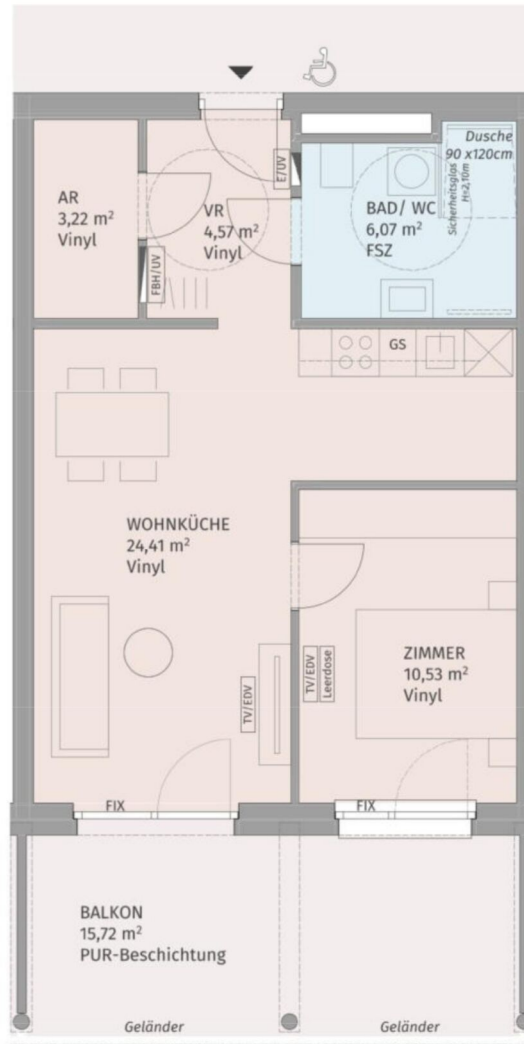 Dusche
90 x120cm
Sicherheitsglas
H=2,10m
E/UV
AR
3,22 m²
Vinyl
VR
4,57 m²
Vinyl
BAD/ WC
6,07 m²
FSZ
FBH/UV
GS
WOHNKÜCHE
24,41 m²
Vinyl
ZIMMER
10,53 m²
Vinyl
TV/EDV
TV/EDV
Leerdose
FIX
FIX
BALKON
15,72 m²
PUR-Beschichtung
Geländer
Geländer